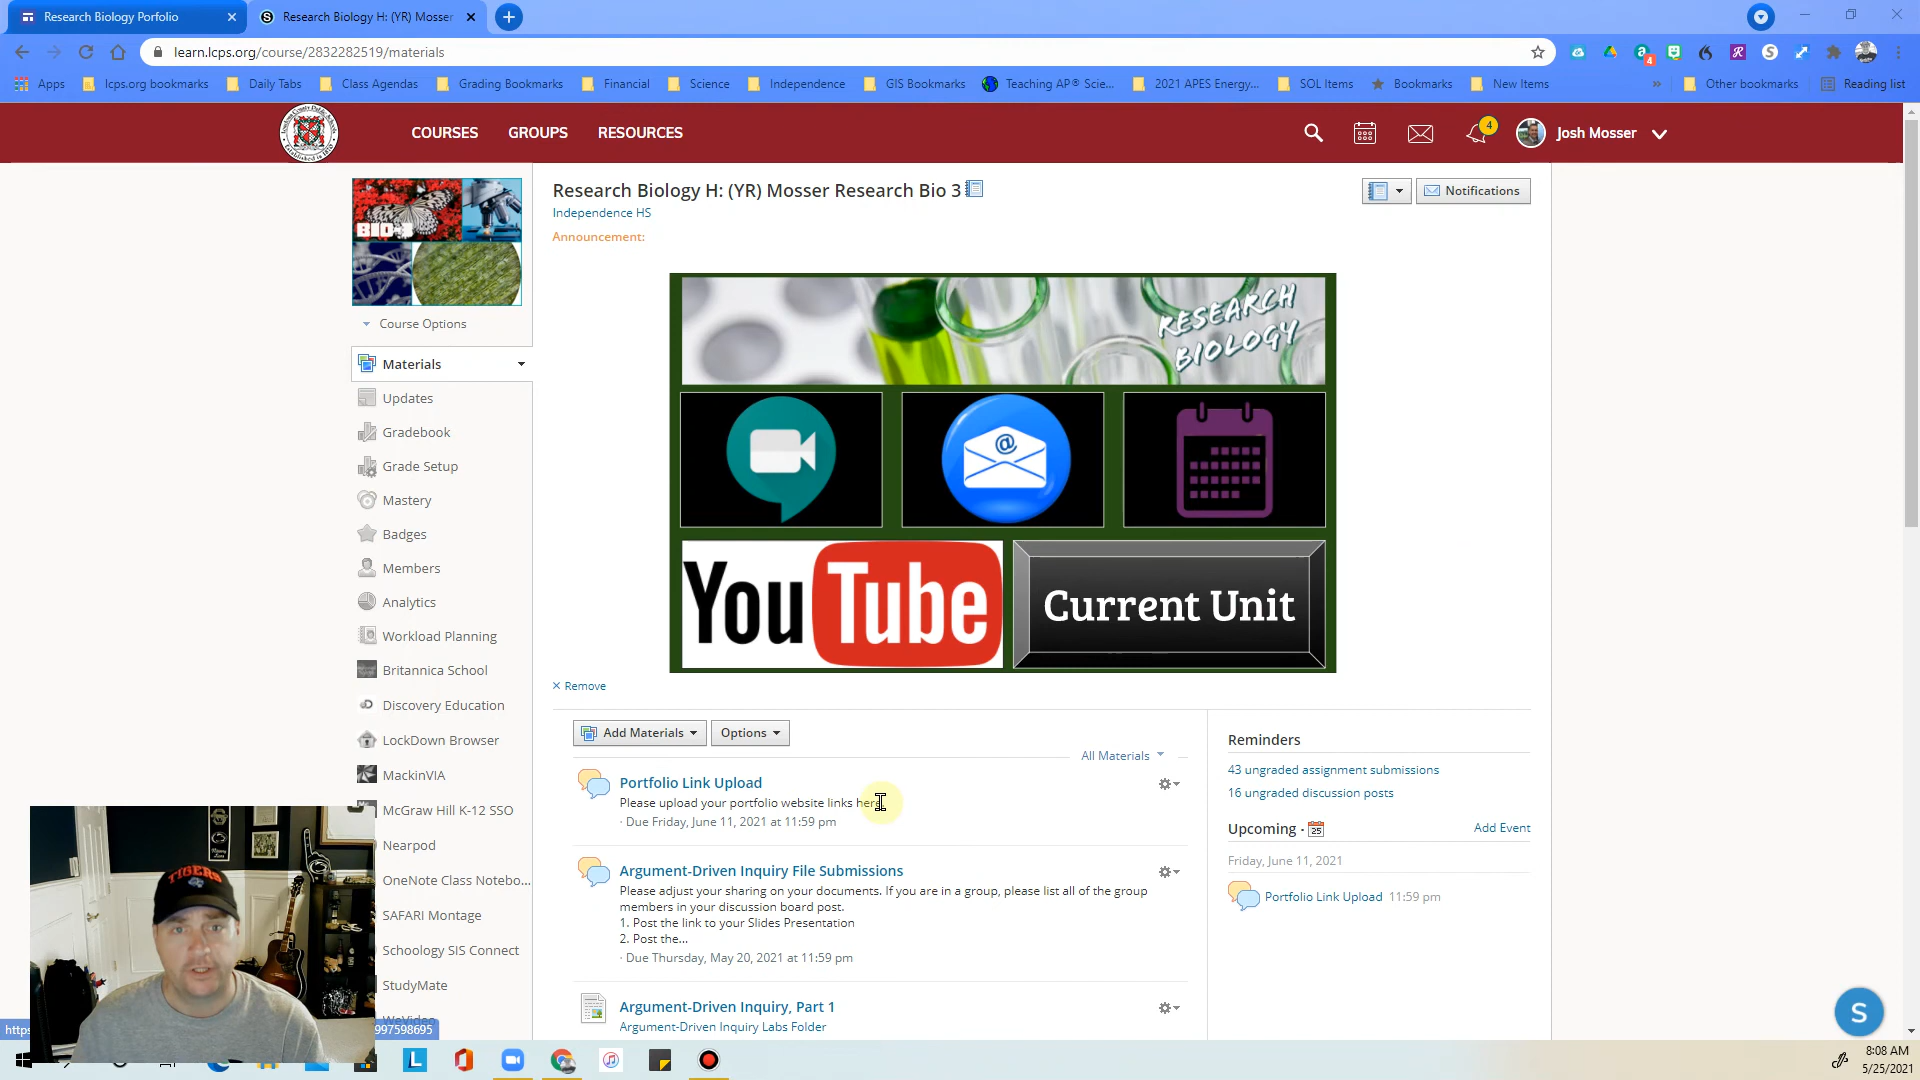 Research Biology Porfolio
Research Biology H: (YR) Mosser
learn.lcps.org/course/2832282519/materials
Apps
lcps.org bookmarks
Daily Tabs
Class Agendas
Grading Bookmarks
Financial
Science
Independence
GIS Bookmarks
Teaching AP® Scie...
2021 APES Energy...
SOL Items
Bookmarks
New Items
Other bookmarks
Reading list
COURSES
GROUPS
RESOURCES
4
Josh Mosser
BIO-3
Research Biology H: (YR) Mosser Research Bio 3
Notifications
Independence HS
Announcement:
RESEARCH
BIOLOGY
YouTube
Current Unit
Remove
Course Options
Materials
Updates
Gradebook
Grade Setup
Mastery
Badges
Members
Analytics
Workload Planning
Britannica School
Discovery Education
LockDown Browser
MackinVIA
McGraw Hill K-12 SSO
Nearpod
OneNote Class Notebo...
SAFARI Montage
Schoology SIS Connect
StudyMate
WeVideo
Add Materials
Options
All Materials
Portfolio Link Upload
Please upload your portfolio website links here
· Due Friday, June 11, 2021 at 11:59 pm
Argument-Driven Inquiry File Submissions
Please adjust your sharing on your documents. If you are in a group, please list all of the group
members in your discussion board post.
1. Post the link to your Slides Presentation
2. Post the...
· Due Thursday, May 20, 2021 at 11:59 pm
Argument-Driven Inquiry, Part 1
Argument-Driven Inquiry Labs Folder
Reminders
43 ungraded assignment submissions
16 ungraded discussion posts
Upcoming ·
25
Add Event
Friday, June 11, 2021
Portfolio Link Upload 11:59 pm
TIGERS
https
997598695
S
8:08 AM
5/25/2021